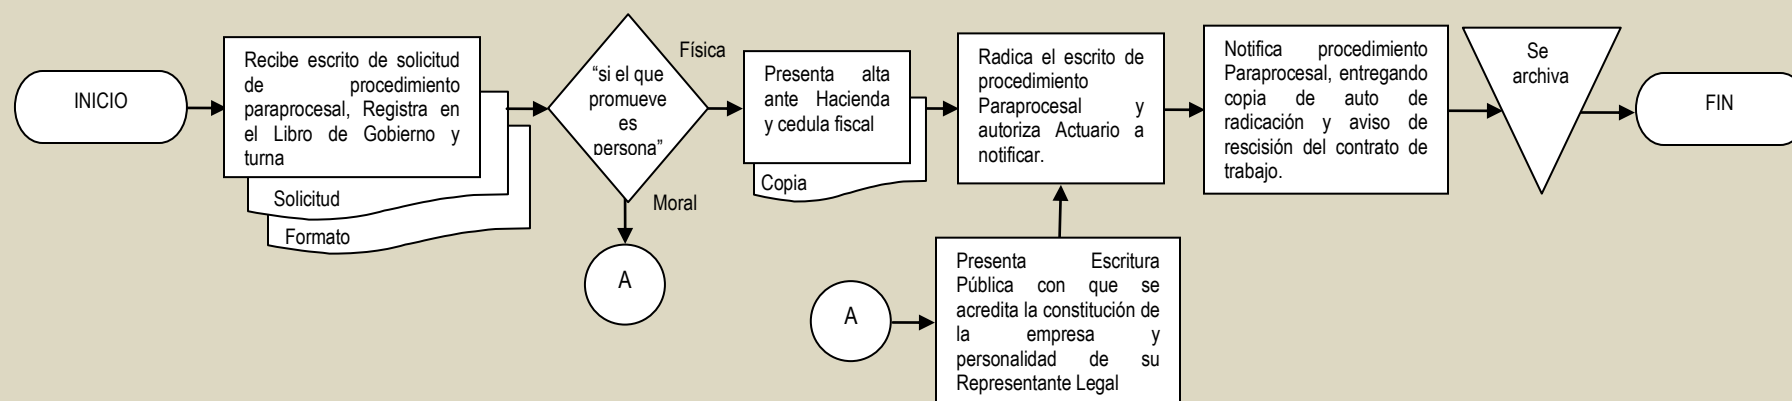 INICIO
Recibe escrito de solicitud
de procedimiento
paraprocesal, Registra en
el Libro de Gobierno y
turna
Solicitud
Formato
“si el que
promueve
es
persona”
Física
Moral
A
Presenta alta
ante Hacienda
y cedula fiscal
Copia
Radica el escrito de
procedimiento
Paraprocesal y
autoriza Actuario a
notificar.
Notifica procedimiento
Paraprocesal, entregando
copia de auto de
radicación y aviso de
rescisión del contrato de
trabajo.
Se
archiva
FIN
A
Presenta Escritura
Pública con que se
acredita la constitución de
la empresa y
personalidad de su
Representante Legal